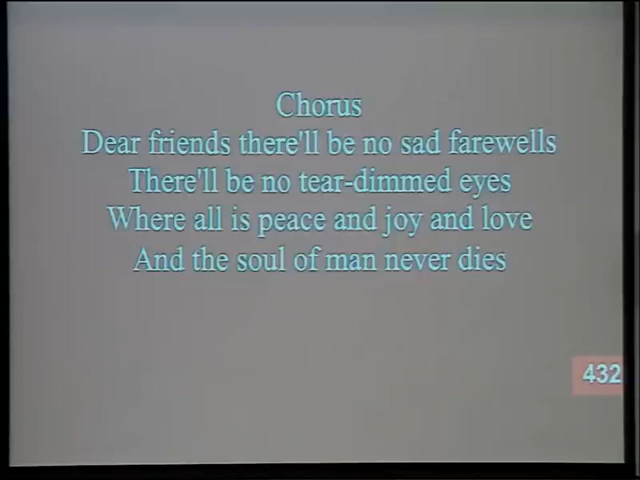 Chorus
Dear friends there'll be no sad farewells
There'll be no tear-dimmed eyes
Where all is peace and joy and love
And the soul of man never dies
432